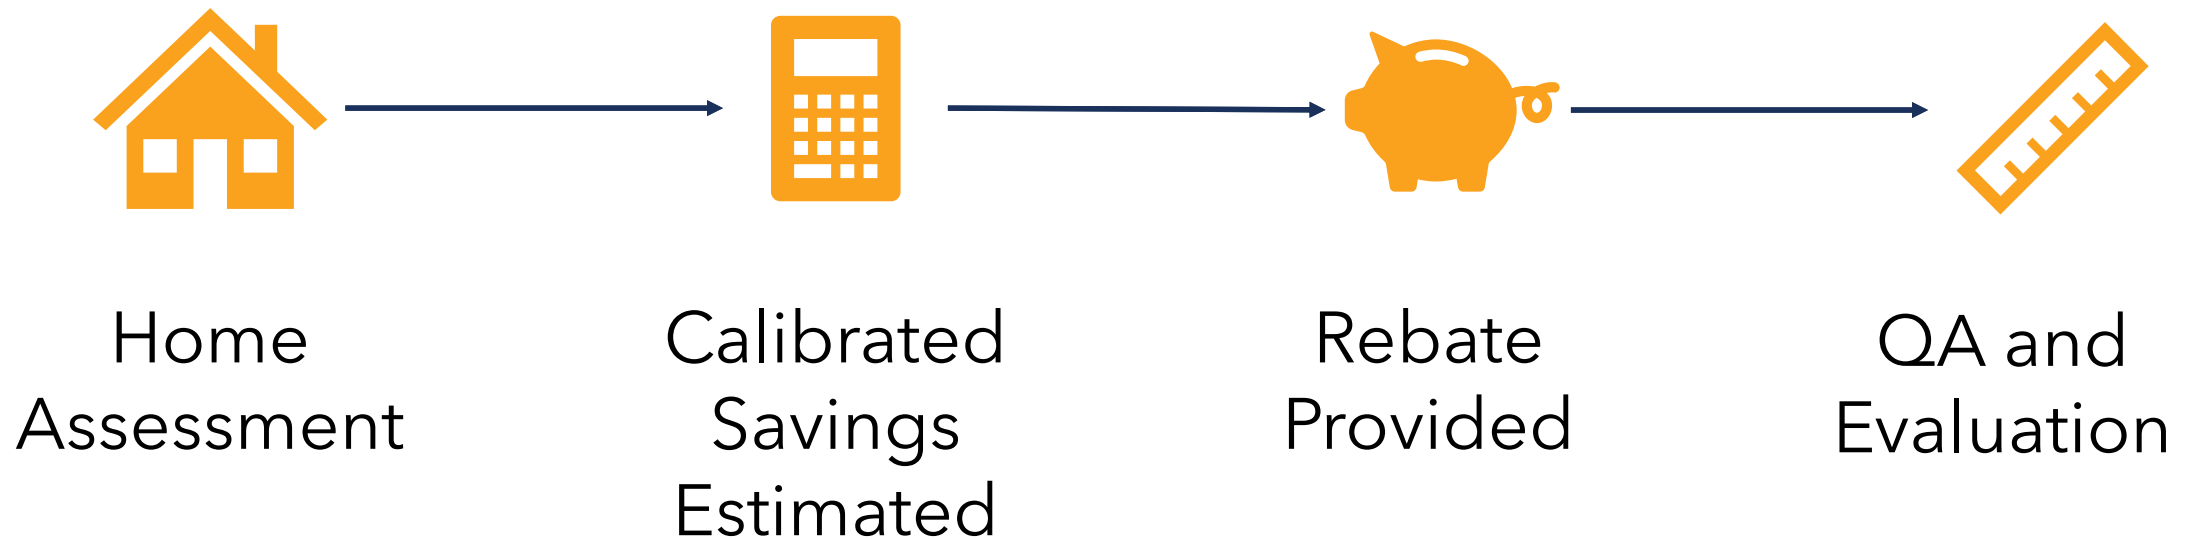 Home
Assessment
Calibrated
Savings
Estimated
Rebate
Provided
QA and
Evaluation